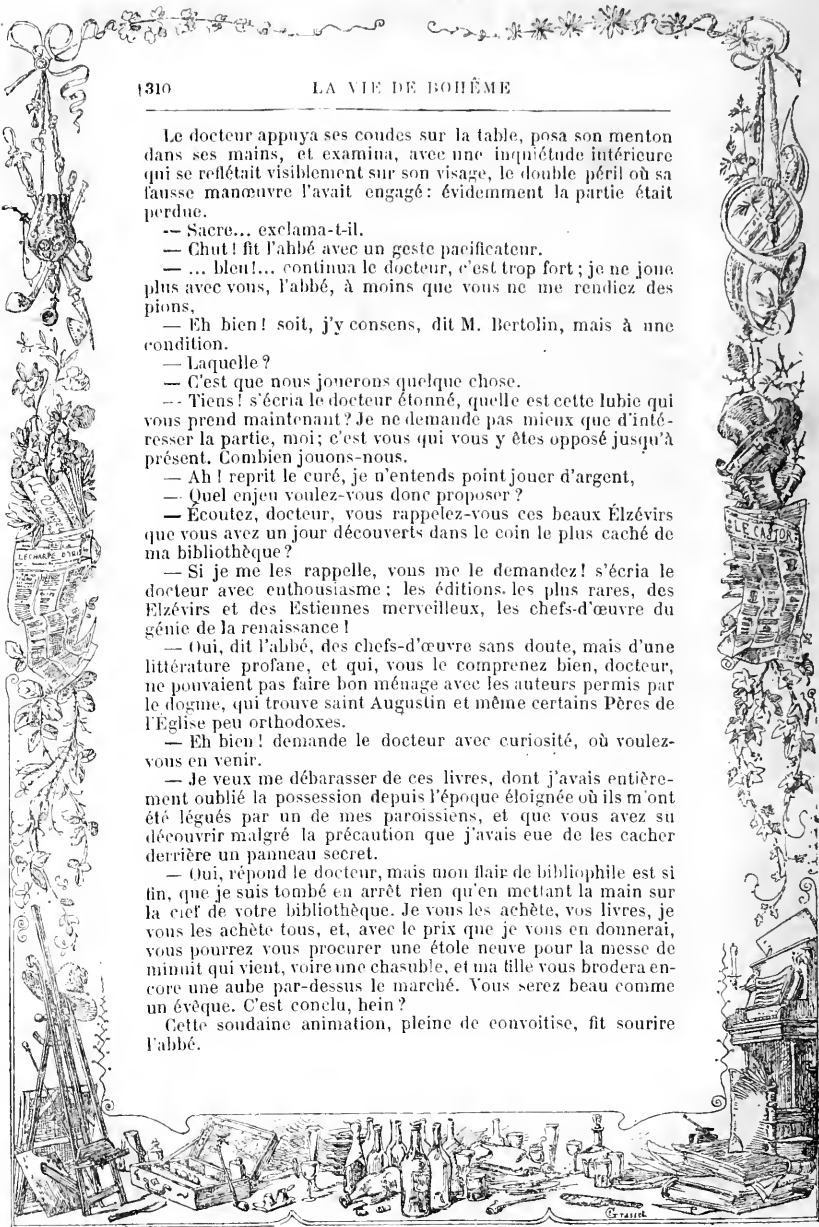 310 LA VIE DE BOHÊME
Le docteur appuya ses coudes sur la table, posa son menton
dans ses mains, et examina, avec une inquiétude intérieure
qui se reflétait visiblement sur son visage, le double péril où sa
fausse manœuvre l'avait engagé : évidemment la partie était
perdue.
— Sacre... exclama-t-il.
— Chut ! fit l'abbé avec un geste pacificateur.
— ... bleu !... continua le docteur, c'est trop fort ; je ne joue
plus avec vous, l'abbé, à moins que vous ne me rendiez des
pions,
— Eh bien ! soit, j'y consens, dit M. Bertolin, mais à une
condition.
— Laquelle ?
— C'est que nous jouerons quelque chose.
— Tiens ! s'écria le docteur étonné, quelle est cette lubie qui
vous prend maintenant ? Je ne demande pas mieux que d'inté-
resser la partie, moi ; c'est vous qui vous y êtes opposé jusqu'à
présent. Combien jouons-nous.
— Ah ! reprit le curé, je n'entends point jouer d'argent,
— Quel enjeu voulez-vous donc proposer ?
— Écoutez, docteur, vous rappelez-vous ces beaux Élzévirs
que vous avez un jour découverts dans le coin le plus caché de
ma bibliothèque ?
— Si je me les rappelle, vous me le demandez ! s'écria le
docteur avec enthousiasme ; les éditions. les plus rares, des
Elzévirs et des Estiennes merveilleux, les chefs-d'œuvre du
génie de la renaissance !
— Oui, dit l'abbé, des chefs-d'œuvre sans doute, mais d'une
littérature profane, et qui, vous le comprenez bien, docteur,
ne pouvaient pas faire bon ménage avec les auteurs permis par
le dogme, qui trouve saint Augustin et même certains Pères de
l'Eglise peu orthodoxes.
— Eh bien ! demande le docteur avec curiosité, où voulez-
vous en venir.
— Je veux me débarasser de ces livres, dont j'avais entière-
ment oublié la possession depuis l'époque éloignée où ils m'ont
été légués par un de mes paroissiens, et que vous avez su
découvrir malgré la précaution que j'avais eue de les cacher
derrière un panneau secret.
— Oui, répond le docteur, mais mon flair de bibliophile est si
fin, que je suis tombé en arrêt rien qu'en mettant la main sur
la clef de votre bibliothèque. Je vous les achète, vos livres, je
vous les achète tous, et, avec le prix que je vous en donnerai,
vous pourrez vous procurer une étole neuve pour la messe de
minuit qui vient, voire une chasuble, et ma fille vous brodera en-
core une aube par-dessus le marché. Vous serez beau comme
un évêque. C'est conclu, hein ?
Cette soudaine animation, pleine de convoitise, fit sourire
l'abbé.
L'ECHARPE D'IRIS
LE CASTOR
Grasset